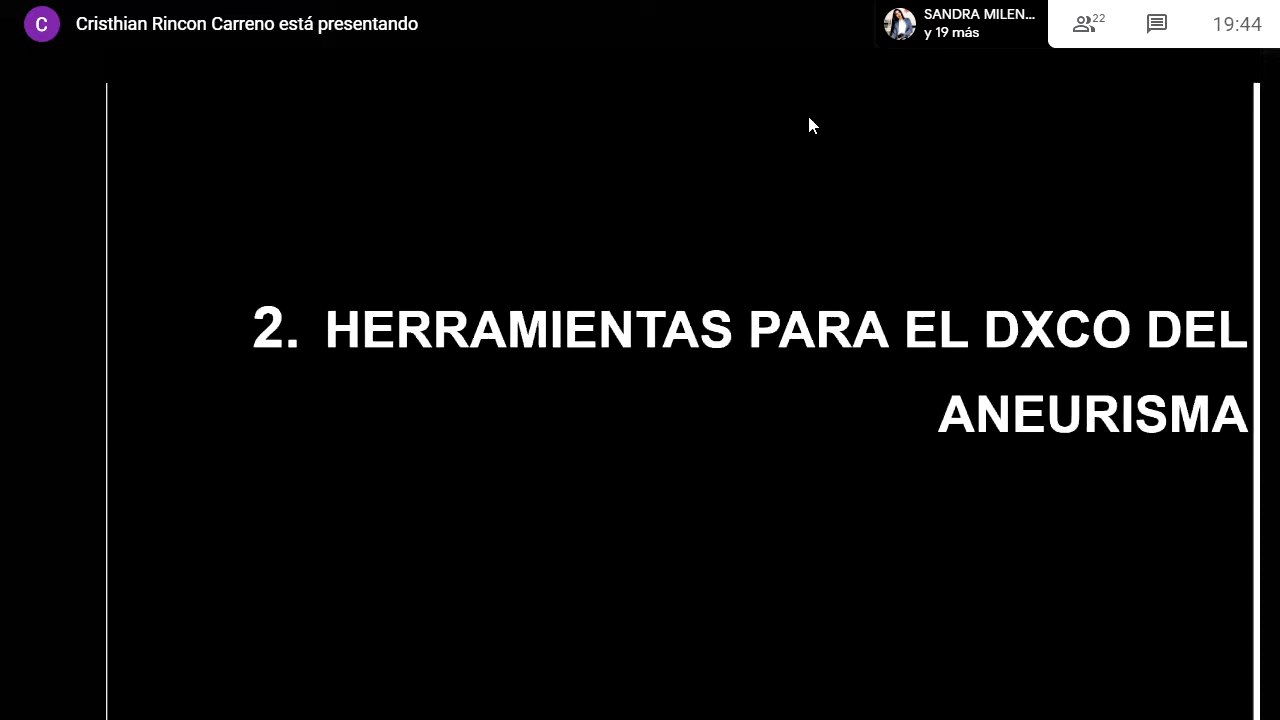 C
Cristhian Rincon Carreno está presentando
SANDRA MILEN...
y 19 más
22
19:44
2. HERRAMIENTAS PARA EL DXCO DEL
ANEURISMA